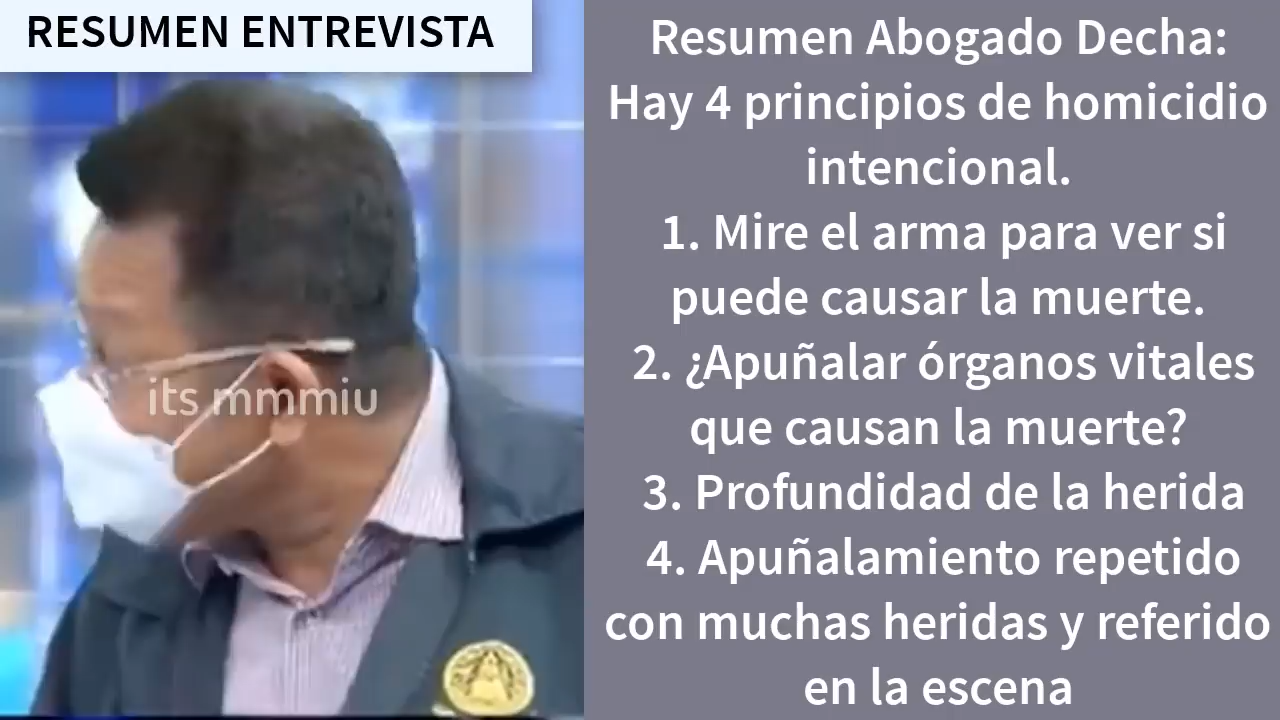 RESUMEN ENTREVISTA
its mmmiu
Resumen Abogado Decha:
Hay 4 principios de homicidio
intencional.
1. Mire el arma para ver si
puede causar la muerte.
2. ¿Apuñalar órganos vitales
que causan la muerte?
3. Profundidad de la herida
4. Apuñalamiento repetido
con muchas heridas y referido
en la escena